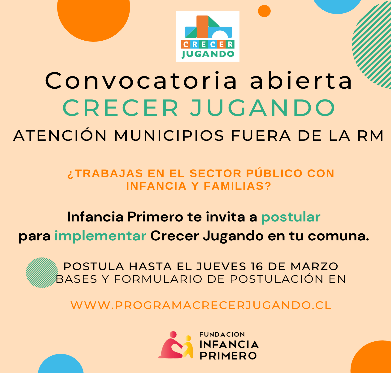 CRECER
JUGANDO
Convocatoria abierta
CRECER JUGANDO
ATENCIÓN MUNICIPIOS FUERA DE LA RM
¿TRABAJAS EN EL SECTOR PÚBLICO CON
INFANCIA Y FAMILIAS?
Infancia Primero te invita a postular
para implementar Crecer Jugando en tu comuna.
POSTULA HASTA EL JUEVES 16 DE MARZO
BASES Y FORMULARIO DE POSTULACIÓN EN
WWW.PROGRAMACRECERJUGANDO.CL
FUNDACIÓN
INFANCIA
PRIMERO